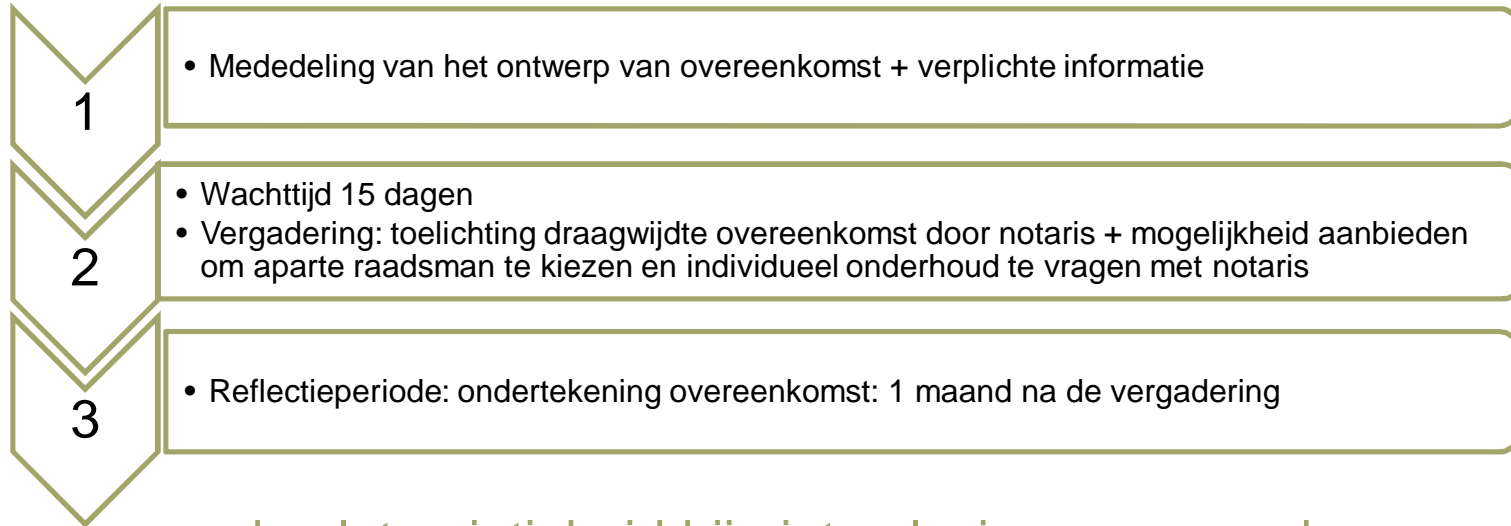 1
• Mededeling van het ontwerp van overeenkomst + verplichte informatie
2
• Wachttijd 15 dagen
• Vergadering: toelichting draagwijdte overeenkomst door notaris + mogelijkheid aanbieden
om aparte raadsman te kiezen en individueel onderhoud te vragen met notaris
3
• Reflectieperiode: ondertekening overeenkomst: 1 maand na de vergadering